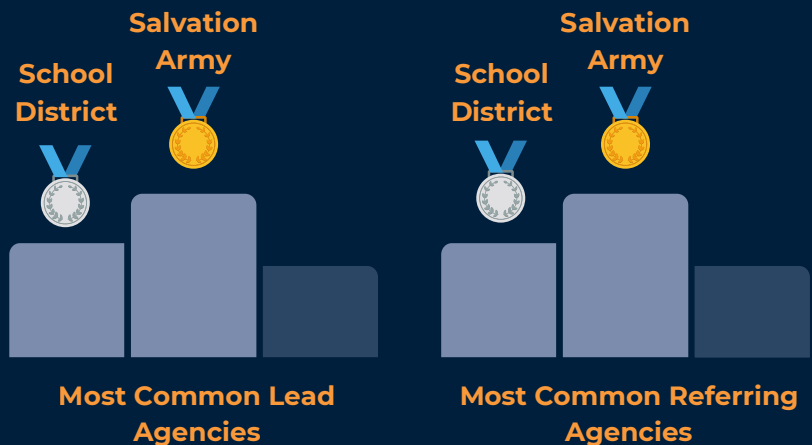 Salvation
Army
School
District
Most Common Lead
Agencies
Salvation
Army
School
District
Most Common Referring
Agencies